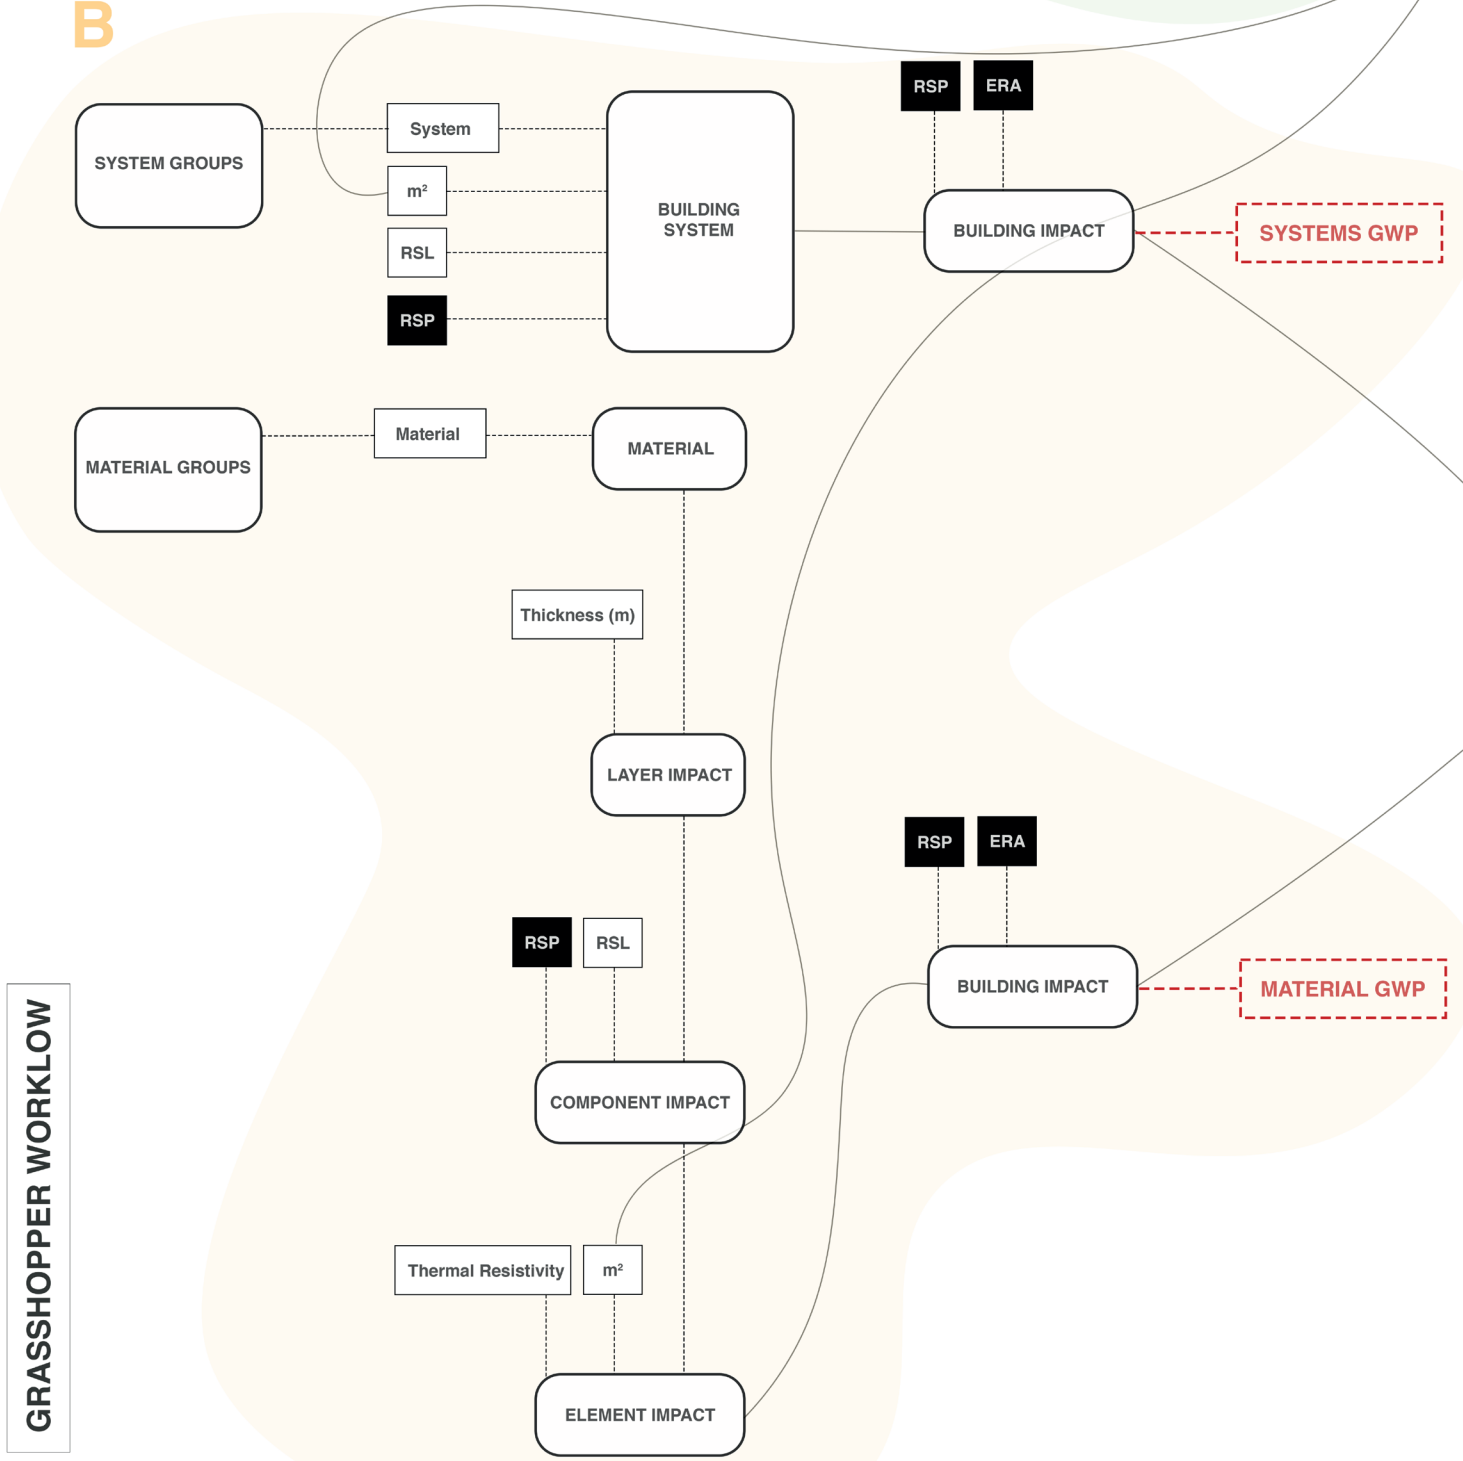 B
RSP
ERA
SYSTEM GROUPS
System
m²
RSL
RSP
BUILDING
SYSTEM
BUILDING IMPACT
SYSTEMS GWP
MATERIAL GROUPS
Material
MATERIAL
Thickness (m)
LAYER IMPACT
RSP
ERA
RSP
RSL
BUILDING IMPACT
MATERIAL GWP
COMPONENT IMPACT
GRASSHOPPER WORKLOW
Thermal Resistivity
m²
ELEMENT IMPACT